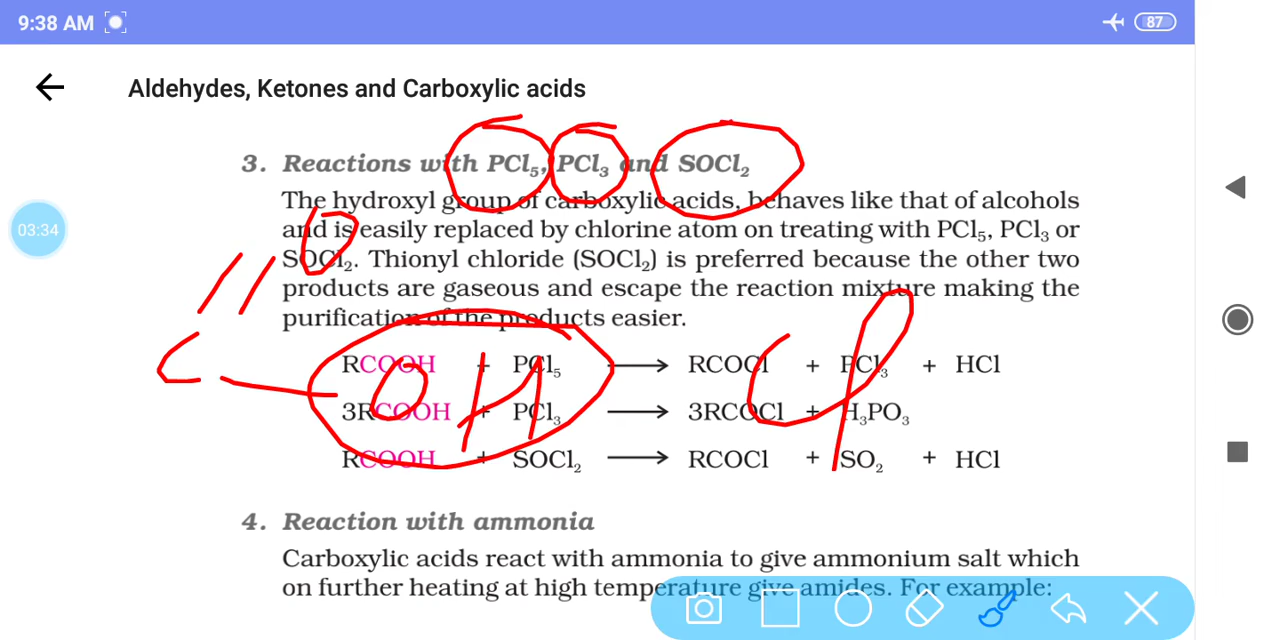 9:38 AM 87
Aldehydes, Ketones and Carboxylic acids
3. Reactions with PCl₅, PCl₃ and SOCl₂
The hydroxyl group of carboxylic acids, behaves like that of alcohols
and is easily replaced by chlorine atom on treating with PCl₅, PCl₃ or
SOCl₂. Thionyl chloride (SOCl₂) is preferred because the other two
products are gaseous and escape the reaction mixture making the
purification of the products easier.
RCOOH + PCl₅ ⟶ RCOCl + PCl₃ + HCl
3RCOOH + PCl₃ ⟶ 3RCOCl + H₃PO₃
RCOOH + SOCl₂ ⟶ RCOCl + SO₂ + HCl
4. Reaction with ammonia
Carboxylic acids react with ammonia to give ammonium salt which
on further heating at high temperature give amides. For example:
03:34
O
C
OH
Cl